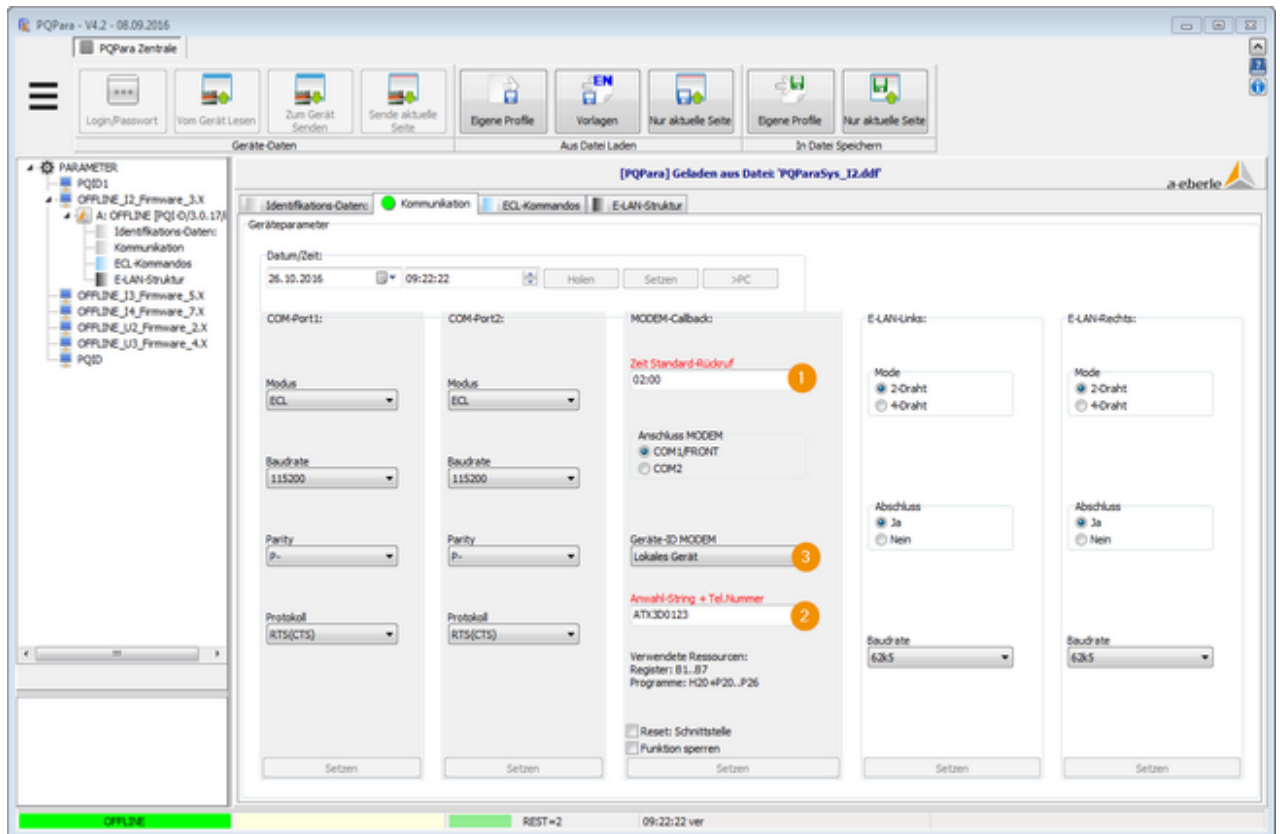 PQPara - V4.2 - 08.09.2016
PQPara Zentrale
Login/Passwort
Vom Gerät Lesen
Zum Gerät
Senden
Sende aktuelle
Seite
Eigene Profile
EN
Vorlagen
Nur aktuelle Seite
Eigene Profile
Nur aktuelle Seite
Geräte-Daten
Aus Datei Laden
In Datei Speichern
PARAMETER
PQID1
OFFLINE_I2_Firmware_3.X
A: OFFLINE [PQI-D/3.0.17/
Identifikations-Daten:
Kommunikation
ECL-Kommandos
E-LAN-Struktur
OFFLINE_I3_Firmware_5.X
OFFLINE_I4_Firmware_7.X
OFFLINE_U2_Firmware_2.X
OFFLINE_U3_Firmware_4.X
PQID
[PQPara] Geladen aus Datei: 'PQParaSys_I2.ddf'
a-eberle
Identifikations-Daten:
Kommunikation
ECL-Kommandos
E-LAN-Struktur
Geräteparameter
Datum/Zeit:
26.10.2016
09:22:22
Holen
Setzen
>PC
COM-Port1:
Modus
ECL
Baudrate
115200
Parity
P-
Protokoll
RTS(CTS)
Setzen
COM-Port2:
Modus
ECL
Baudrate
115200
Parity
P-
Protokoll
RTS(CTS)
Setzen
MODEM-Callback:
Zeit Standard-Rückruf
02:00
1
Anschluss MODEM
COM1/FRONT
COM2
Geräte-ID MODEM
Lokales Gerät
3
Anwahl-String + Tel.Nummer
ATX3D0123
2
Verwendete Ressourcen:
Register: B1..B7
Programme: H20+P20..P26
Reset: Schnittstelle
Funktion sperren
Setzen
E-LAN-Links:
Mode
2-Draht
4-Draht
Abschluss
Ja
Nein
Baudrate
62k5
Setzen
E-LAN-Rechts:
Mode
2-Draht
4-Draht
Abschluss
Ja
Nein
Baudrate
62k5
Setzen
OFFLINE
REST=2
09:22:22 ver